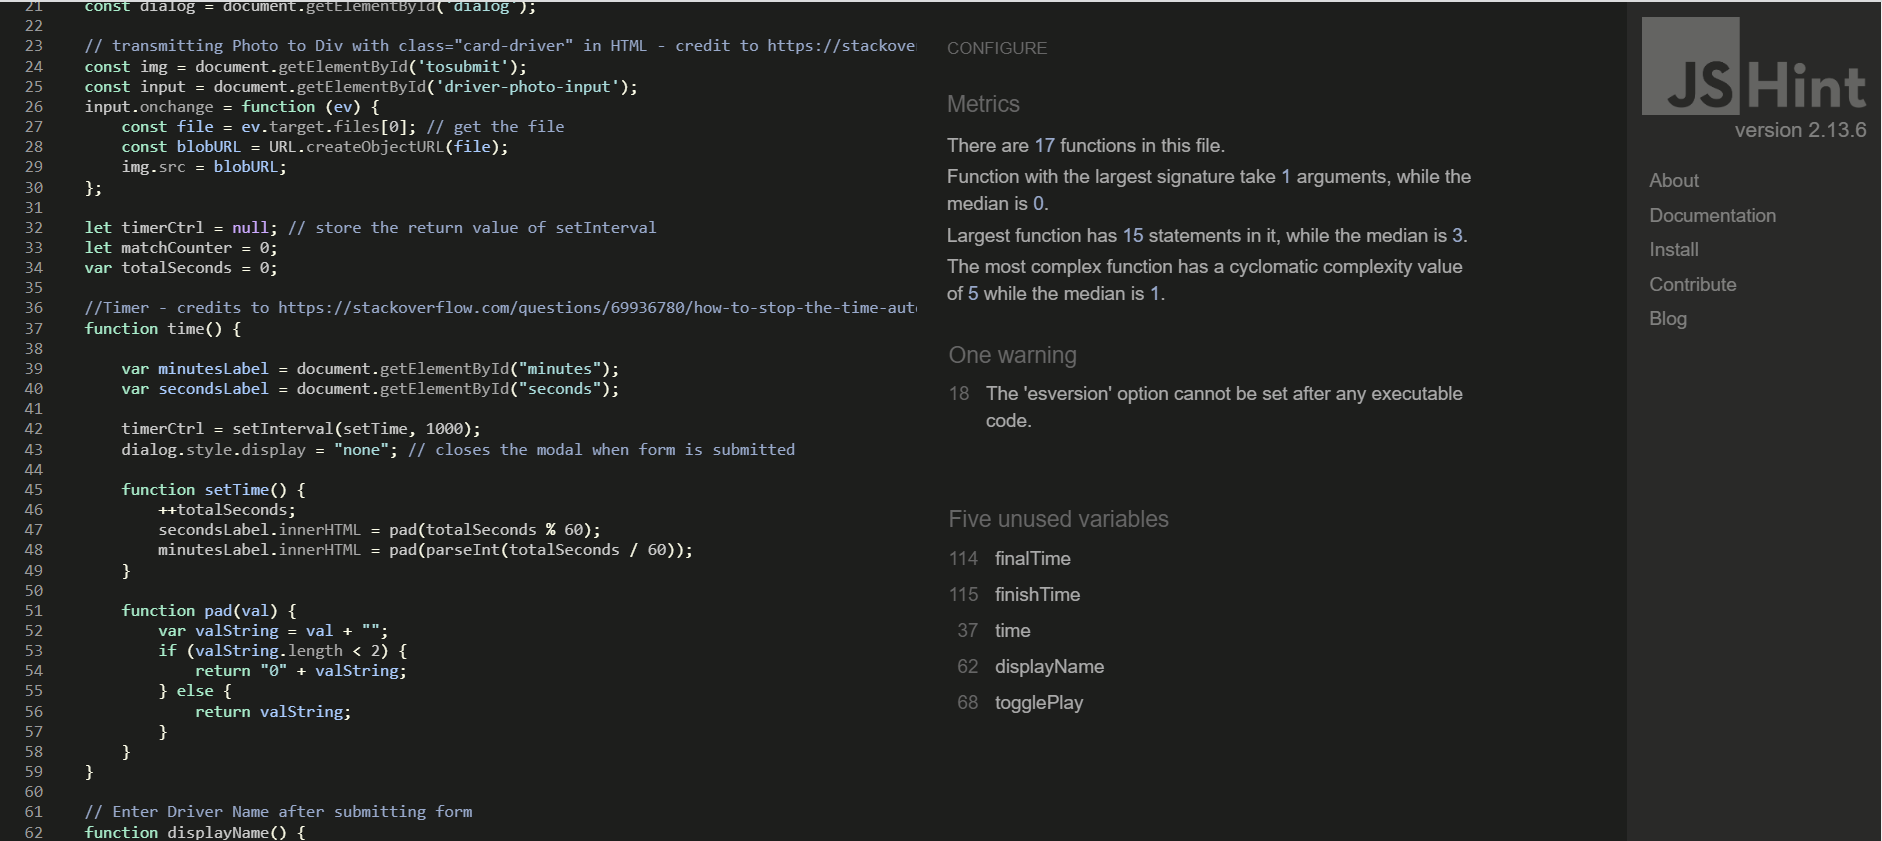 21 const dialog = document.getElementById('dialog');
22
23 // transmitting Photo to Div with class="card-driver" in HTML - credit to https://stackove
24 const img = document.getElementById('tosubmit');
25 const input = document.getElementById('driver-photo-input');
26 input.onchange = function (ev) {
27 const file = ev.target.files[0]; // get the file
28 const blobURL = URL.createObjectURL(file);
29 img.src = blobURL;
30 };
31
32 let timerCtrl = null; // store the return value of setInterval
33 let matchCounter = 0;
34 var totalSeconds = 0;
35
36 //Timer - credits to https://stackoverflow.com/questions/69936780/how-to-stop-the-time-aut
37 function time() {
38
39 var minutesLabel = document.getElementById("minutes");
40 var secondsLabel = document.getElementById("seconds");
41
42 timerCtrl = setInterval(setTime, 1000);
43 dialog.style.display = "none"; // closes the modal when form is submitted
44
45 function setTime() {
46 ++totalSeconds;
47 secondsLabel.innerHTML = pad(totalSeconds % 60);
48 minutesLabel.innerHTML = pad(parseInt(totalSeconds / 60));
49 }
50
51 function pad(val) {
52 var valString = val + "";
53 if (valString.length < 2) {
54 return "0" + valString;
55 } else {
56 return valString;
57 }
58 }
59 }
60
61 // Enter Driver Name after submitting form
62 function displayName() {
CONFIGURE
Metrics
There are 17 functions in this file.
Function with the largest signature take 1 arguments, while the
median is 0.
Largest function has 15 statements in it, while the median is 3.
The most complex function has a cyclomatic complexity value
of 5 while the median is 1.
One warning
18 The 'esversion' option cannot be set after any executable
code.
Five unused variables
114 finalTime
115 finishTime
37 time
62 displayName
68 togglePlay
JSHint
version 2.13.6
About
Documentation
Install
Contribute
Blog